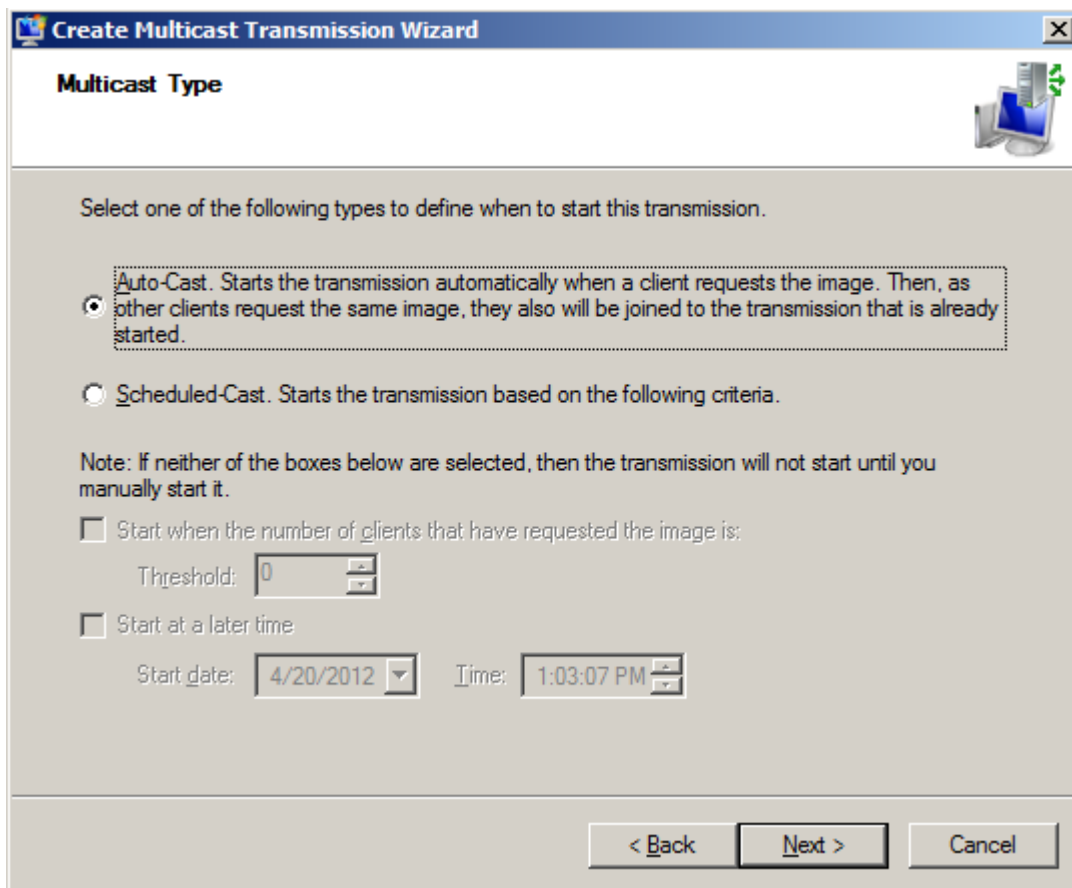 Create Multicast Transmission Wizard
Multicast Type
Select one of the following types to define when to start this transmission.
Auto-Cast. Starts the transmission automatically when a client requests the image. Then, as
other clients request the same image, they also will be joined to the transmission that is already
started.
Scheduled-Cast. Starts the transmission based on the following criteria.
Note: If neither of the boxes below are selected, then the transmission will not start until you
manually start it.
Start when the number of clients that have requested the image is:
Threshold: 0
Start at a later time
Start date: 4/20/2012 Time: 1:03:07 PM
< Back Next > Cancel